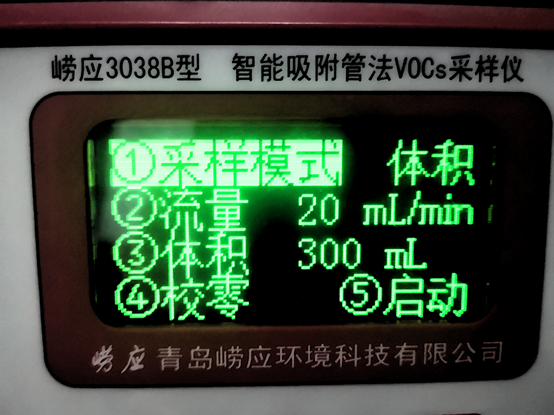 崂应3038B型 智能吸附管法VOCs采样仪
①采样模式 体积
②流量 20 mL/min
③体积 300 mL
④校零 ⑤启动
崂应 青岛崂应环境科技有限公司